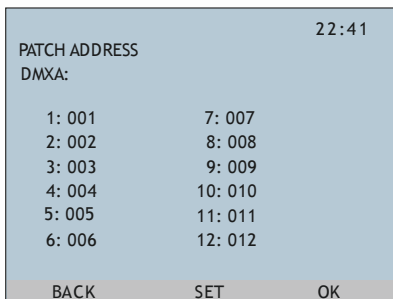 22:41
PATCH ADDRESS
DMXA:
1: 001 7: 007
2: 002 8: 008
3: 003 9: 009
4: 004 10: 010
5: 005 11: 011
6: 006 12: 012
BACK SET OK